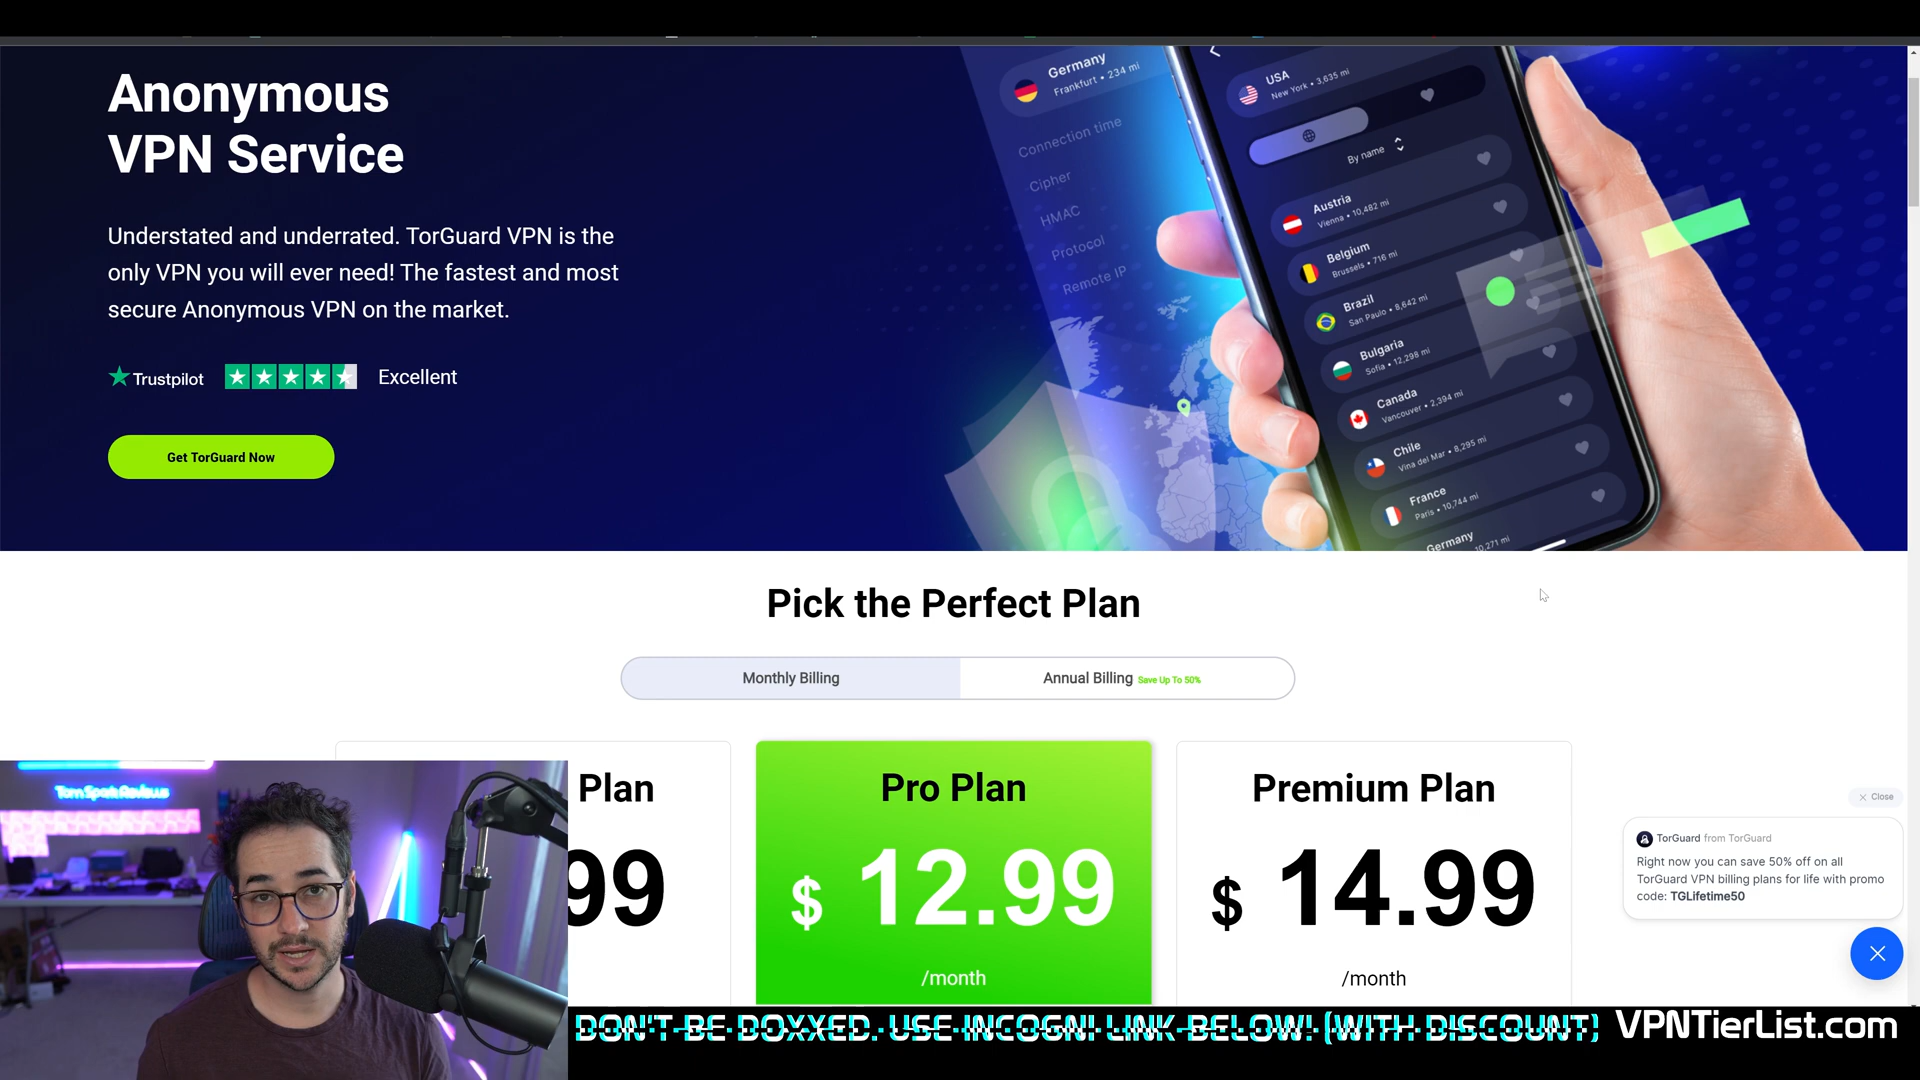 Anonymous
VPN Service
Understated and underrated. TorGuard VPN is the
only VPN you will ever need! The fastest and most
secure Anonymous VPN on the market.
Trustpilot Excellent
Get TorGuard Now
Germany
Frankfurt • 234 mi
Connection time
Cipher
HMAC
Protocol
Remote IP
USA
New York • 3,635 mi
By name
Austria
Vienna • 10,482 mi
Belgium
Brussels • 716 mi
Brazil
San Paulo • 8,642 mi
Bulgaria
Sofia • 12,298 mi
Canada
Vancouver • 2,394 mi
Chile
Vina del Mar • 8,295 mi
France
Paris • 10,744 mi
Germany
10,271 mi
Pick the Perfect Plan
Monthly Billing
Annual Billing Save Up To 50%
Plan
99
Pro Plan
$ 12.99
/month
Premium Plan
$ 14.99
/month
Close
TorGuard from TorGuard
Right now you can save 50% off on all
TorGuard VPN billing plans for life with promo
code: TGLifetime50
Tom Spark Reviews
DON'T BE DOXXED. USE INCOGNI LINK BELOW! (WITH DISCOUNT)
VPNTierList.com